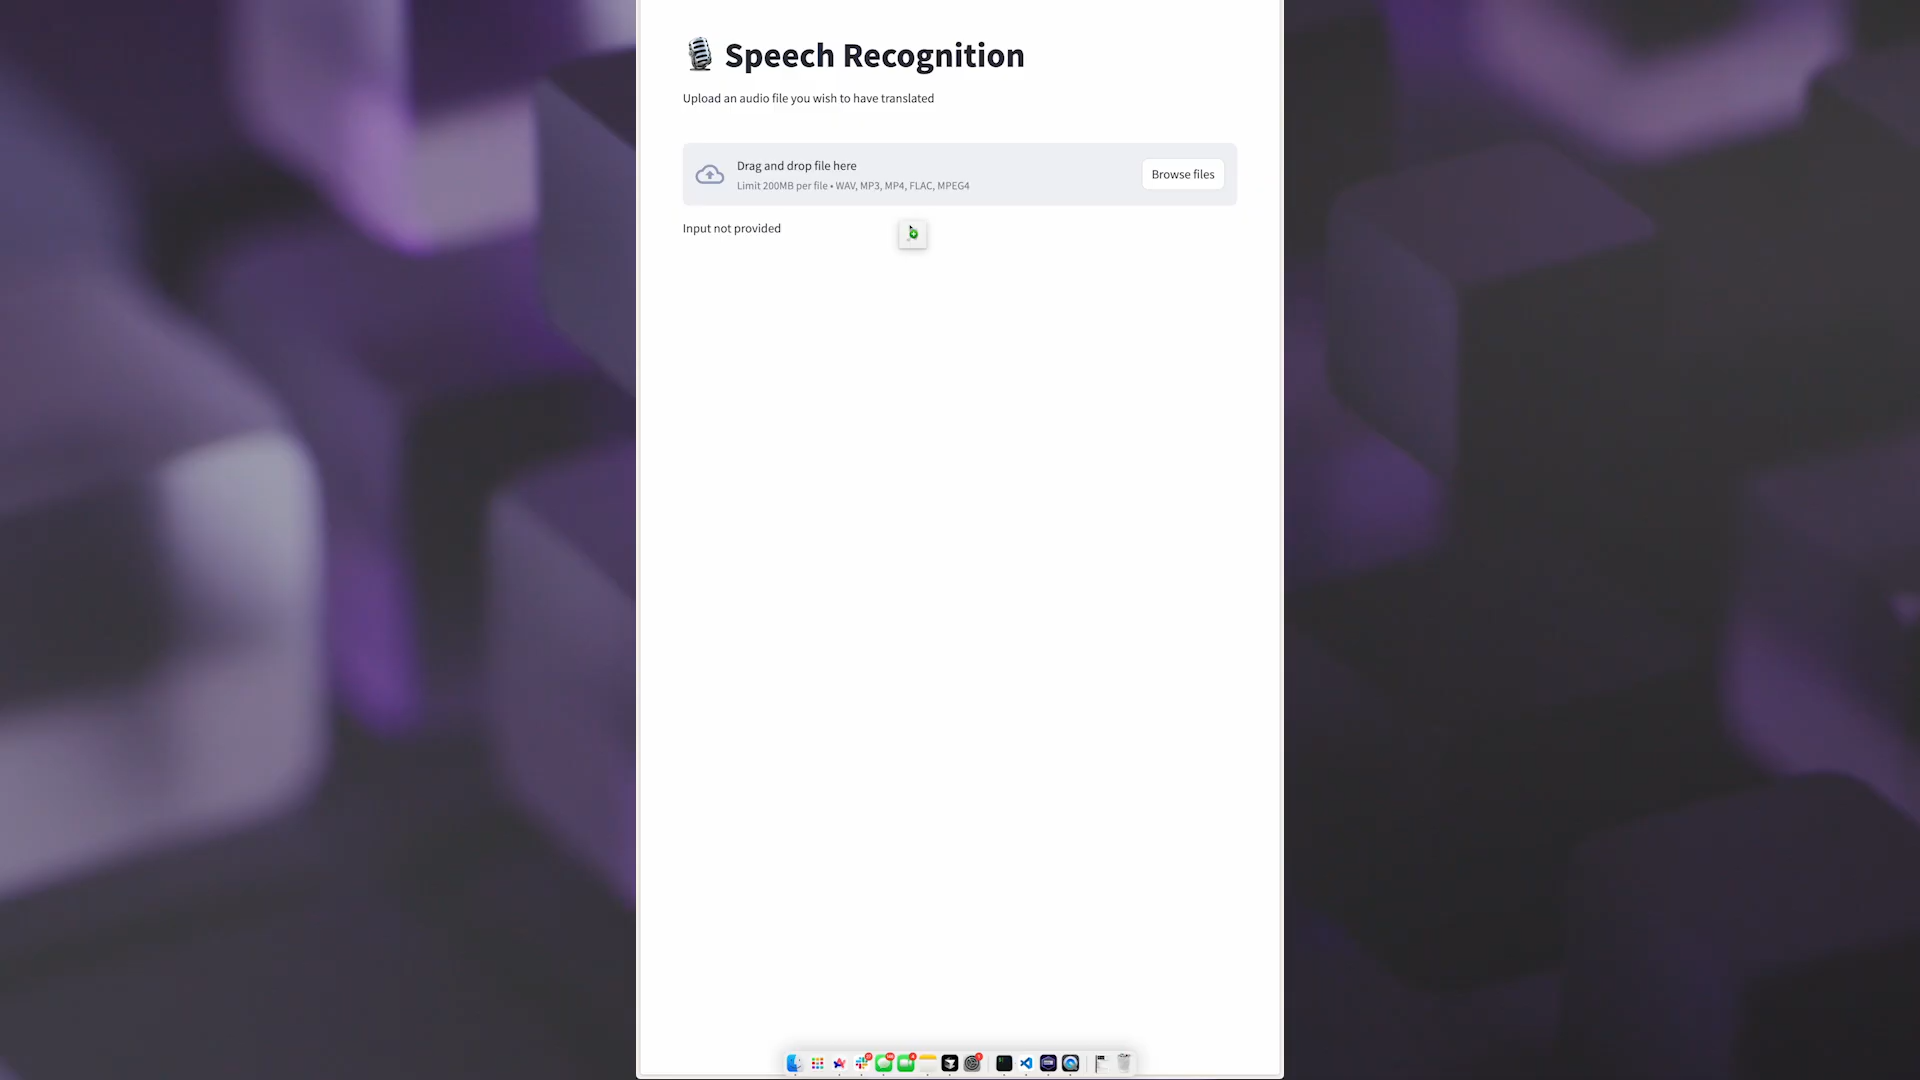 Speech Recognition
Upload an audio file you wish to have translated
Drag and drop file here
Limit 200MB per file • WAV, MP3, MP4, FLAC, MPEG4
Browse files
Input not provided